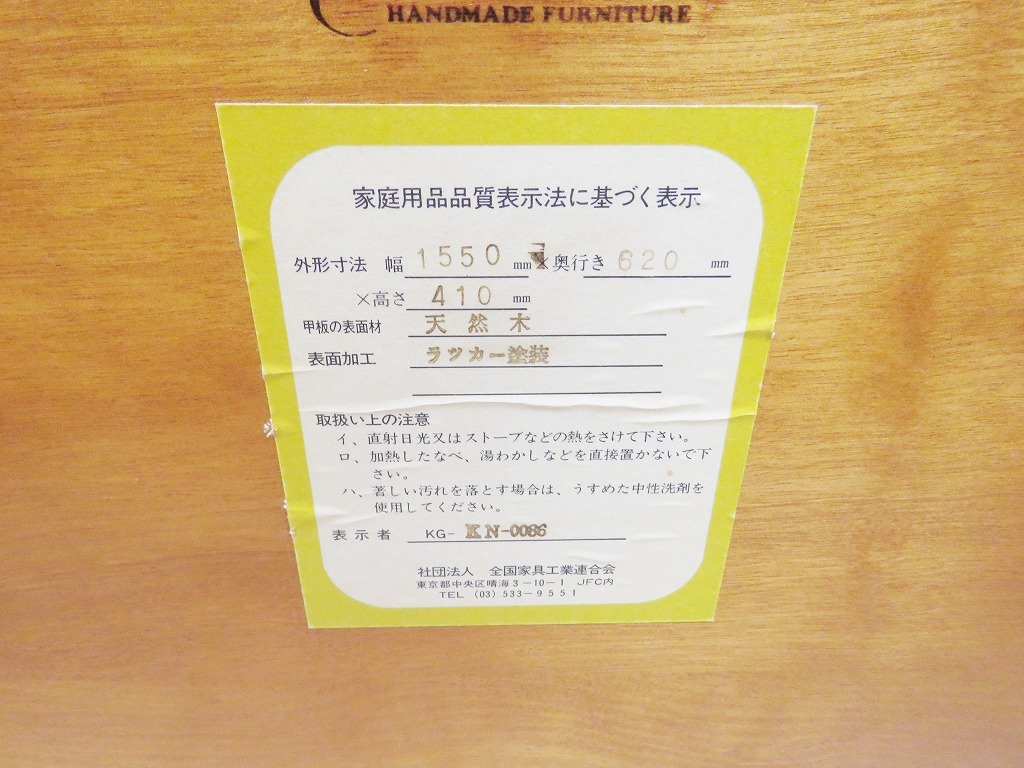 HANDMADE FURNITURE
家庭用品品質表示法に基づく表示
外形寸法 幅 1550 mm × 奥行き 620 mm
×高さ 410 mm
甲板の表面材 天然木
表面加工 ラツカー塗装
取扱い上の注意
イ、直射日光又はストーブなどの熱をさけて下さい。
ロ、加熱したなべ、湯わかしなどを直接置かないで下
さい。
ハ、著しい汚れを落とす場合は、うすめた中性洗剤を
使用してください。
表示者 KG- KN-0086
社団法人 全国家具工業連合会
東京都中央区晴海3-10-1 JFC内
TEL (03) 533-9551